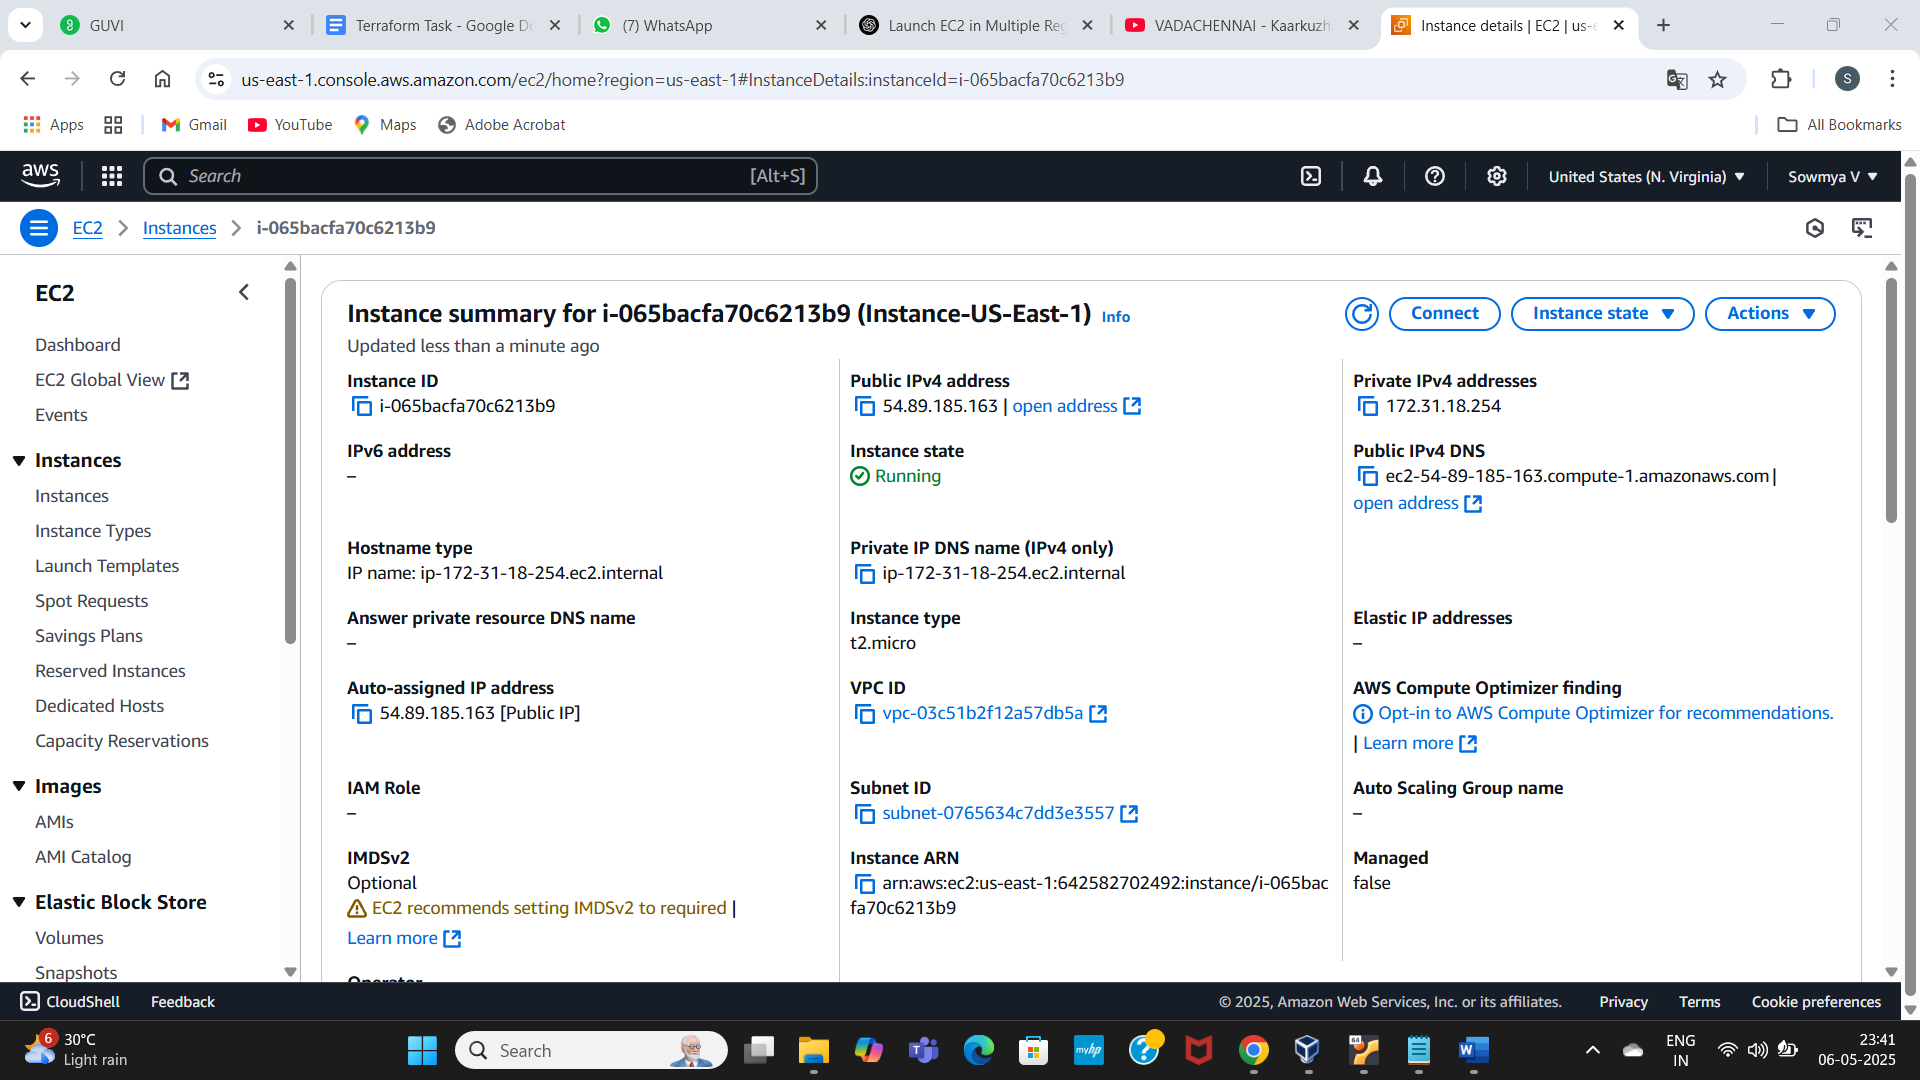 GUVI
Terraform Task - Google Do
(7) WhatsApp
Launch EC2 in Multiple Reg
VADACHENNAI - Kaarkuzh
Instance details | EC2 | us-e
us-east-1.console.aws.amazon.com/ec2/home?region=us-east-1#InstanceDetails:instanceId=i-065bacfa70c6213b9
S
Apps
Gmail
YouTube
Maps
Adobe Acrobat
All Bookmarks
aws
Search
[Alt+S]
United States (N. Virginia)
Sowmya V
EC2
Instances
i-065bacfa70c6213b9
EC2
Dashboard
EC2 Global View
Events
Instances
Instances
Instance Types
Launch Templates
Spot Requests
Savings Plans
Reserved Instances
Dedicated Hosts
Capacity Reservations
Images
AMIs
AMI Catalog
Elastic Block Store
Volumes
Snapshots
Instance summary for i-065bacfa70c6213b9 (Instance-US-East-1) Info
Updated less than a minute ago
Connect
Instance state
Actions
Instance ID
i-065bacfa70c6213b9
Public IPv4 address
54.89.185.163 | open address
Private IPv4 addresses
172.31.18.254
IPv6 address
–
Instance state
Running
Public IPv4 DNS
ec2-54-89-185-163.compute-1.amazonaws.com |
open address
Hostname type
IP name: ip-172-31-18-254.ec2.internal
Private IP DNS name (IPv4 only)
ip-172-31-18-254.ec2.internal
Answer private resource DNS name
–
Instance type
t2.micro
Elastic IP addresses
–
Auto-assigned IP address
54.89.185.163 [Public IP]
VPC ID
vpc-03c51b2f12a57db5a
AWS Compute Optimizer finding
Opt-in to AWS Compute Optimizer for recommendations.
| Learn more
IAM Role
–
Subnet ID
subnet-0765634c7dd3e3557
Auto Scaling Group name
–
IMDSv2
Optional
EC2 recommends setting IMDSv2 to required |
Learn more
Instance ARN
arn:aws:ec2:us-east-1:642582702492:instance/i-065bac
fa70c6213b9
Managed
false
Operator
CloudShell
Feedback
© 2025, Amazon Web Services, Inc. or its affiliates.
Privacy
Terms
Cookie preferences
6
30°C
Light rain
Search
myhp
64
ENG
IN
23:41
06-05-2025